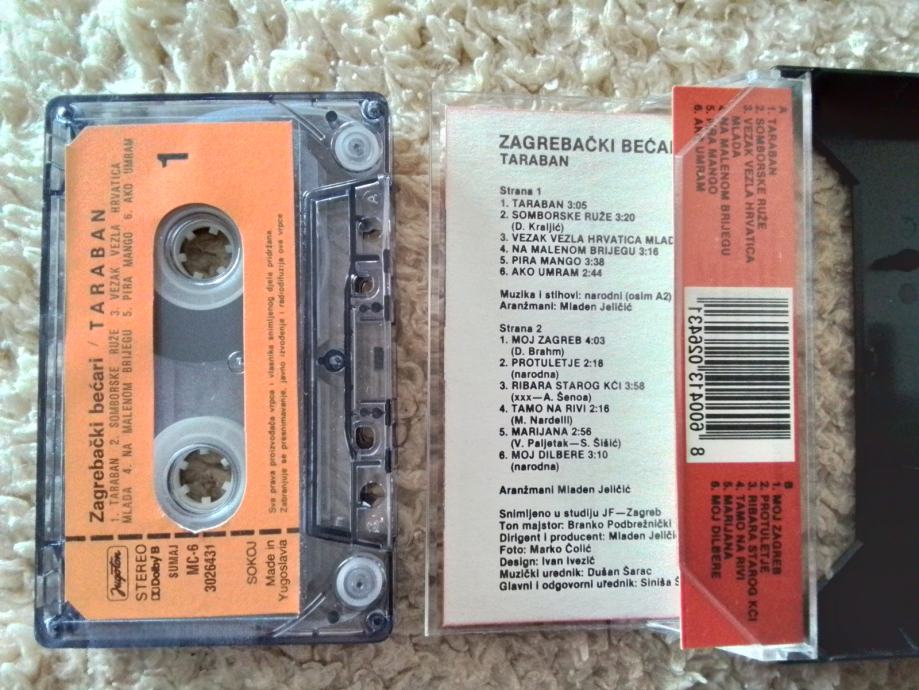 Zagrebački bećari / TARABAN
1
1. TARABAN 2. SOMBORSKE RUŽE 3. VEZAK VEZLA HRVATICA
MLADA 4. NA MALENOM BRIJEGU 5. PIRA MANGO 6. AKO UMRAM
Sva prava proizvođača vrpca i vlasnika snimljenog djela pridržana.
Zabranjuje se presnimavanje, javno izvođenje i radiodifuzija ove vrpce
Jugoton
STEREO
Dolby B
SUMAJ
MC-6
3026431
SOKOJ
Made in
Yugoslavia
A
ZAGREBAČKI BEĆAI
TARABAN
Strana 1
1. TARABAN 3:05
2. SOMBORSKE RUŽE 3:20
(D. Kraljić)
3. VEZAK VEZLA HRVATICA MLAD
4. NA MALENOM BRIJEGU 3:16
5. PIRA MANGO 3:38
6. AKO UMRAM 2:44
Muzika i stihovi: narodni (osim A2)
Aranžmani: Mladen Jeličić
Strana 2
1. MOJ ZAGREB 4:03
(D. Brahm)
2. PROTULETJE 2:18
(narodna)
3. RIBARA STAROG KĆI 3:58
(xxx—A. Šenoa)
4. TAMO NA RIVI 2:16
(M. Nardelli)
5. MARIJANA 2:56
(V. Paljetak—S. Šišić)
6. MOJ DILBERE 3:10
(narodna)
Aranžmani Mladen Jeličić
Snimljeno u studiju JF—Zagreb
Ton majstor: Branko Podbrežnički
Dirigent i producent: Mladen Jeliči
Foto: Marko Čolić
Design: Ivan Ivezić
Muzički urednik: Dušan Šarac
Glavni i odgovorni urednik: Siniša Š
A
1. TARABAN
2. SOMBORSKE RUŽE
3. VEZAK VEZLA HRVATICA
MLADA
4. NA MALENOM BRIJEGU
5. PIRA MANGO
6. AKO UMRAM
8 600413 026431
B
1. MOJ ZAGREB
2. PROTULETJE
3. RIBARA STAROG KĆI
4. TAMO NA RIVI
5. MARIJANA
6. MOJ DILBERE